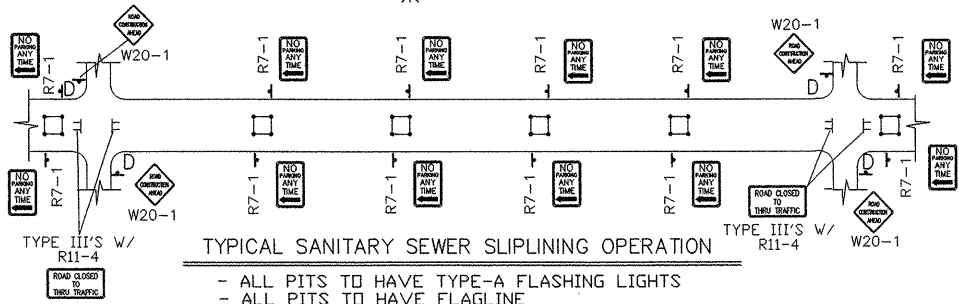 ROAD
CONSTRUCTION
AHEAD
W20-1
NO
PARKING
ANY
TIME
R7-1
D
NO
PARKING
ANY
TIME
R7-1
NO
PARKING
ANY
TIME
R7-1
NO
PARKING
ANY
TIME
R7-1
NO
PARKING
ANY
TIME
R7-1
ROAD
CONSTRUCTION
AHEAD
W20-1
D
NO
PARKING
ANY
TIME
R7-1
NO
PARKING
ANY
TIME
R7-1
D
ROAD
CONSTRUCTION
AHEAD
W20-1
R7-1
NO
PARKING
ANY
TIME
R7-1
NO
PARKING
ANY
TIME
R7-1
NO
PARKING
ANY
TIME
R7-1
NO
PARKING
ANY
TIME
ROAD CLOSED
TO
THRU TRAFFIC
TYPE III'S W/
R11-4
D
R7-1
NO
PARKING
ANY
TIME
ROAD
CONSTRUCTION
AHEAD
W20-1
TYPE III'S W/
R11-4
ROAD CLOSED
TO
THRU TRAFFIC
TYPICAL SANITARY SEWER SLIPLINING OPERATION
- ALL PITS TO HAVE TYPE-A FLASHING LIGHTS
- ALL PITS TO HAVE FLAGLINE